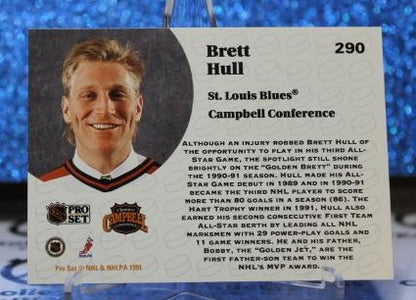 Brett
Hull
290
St. Louis Blues®
Campbell Conference
Although an injury robbed Brett Hull of
the opportunity to play in his third All-
Star Game, the spotlight still shone
brightly on the "Golden Brett" during
the 1990-91 season. Hull made his All-
Star Game debut in 1989 and in 1990-91
became the third NHL player to score
more than 80 goals in a season (86). The
Hart Trophy winner in 1991, Hull also
earned his second consecutive First Team
All-Star berth by leading all NHL
marksmen with 29 power-play goals and
11 game winners. He and his father,
Bobby, the "Golden Jet," are the
first father-son team to win the
NHL's MVP award.
PRO
SET
CAMPBELL
Pro Set © NHL & NHLPA 1991